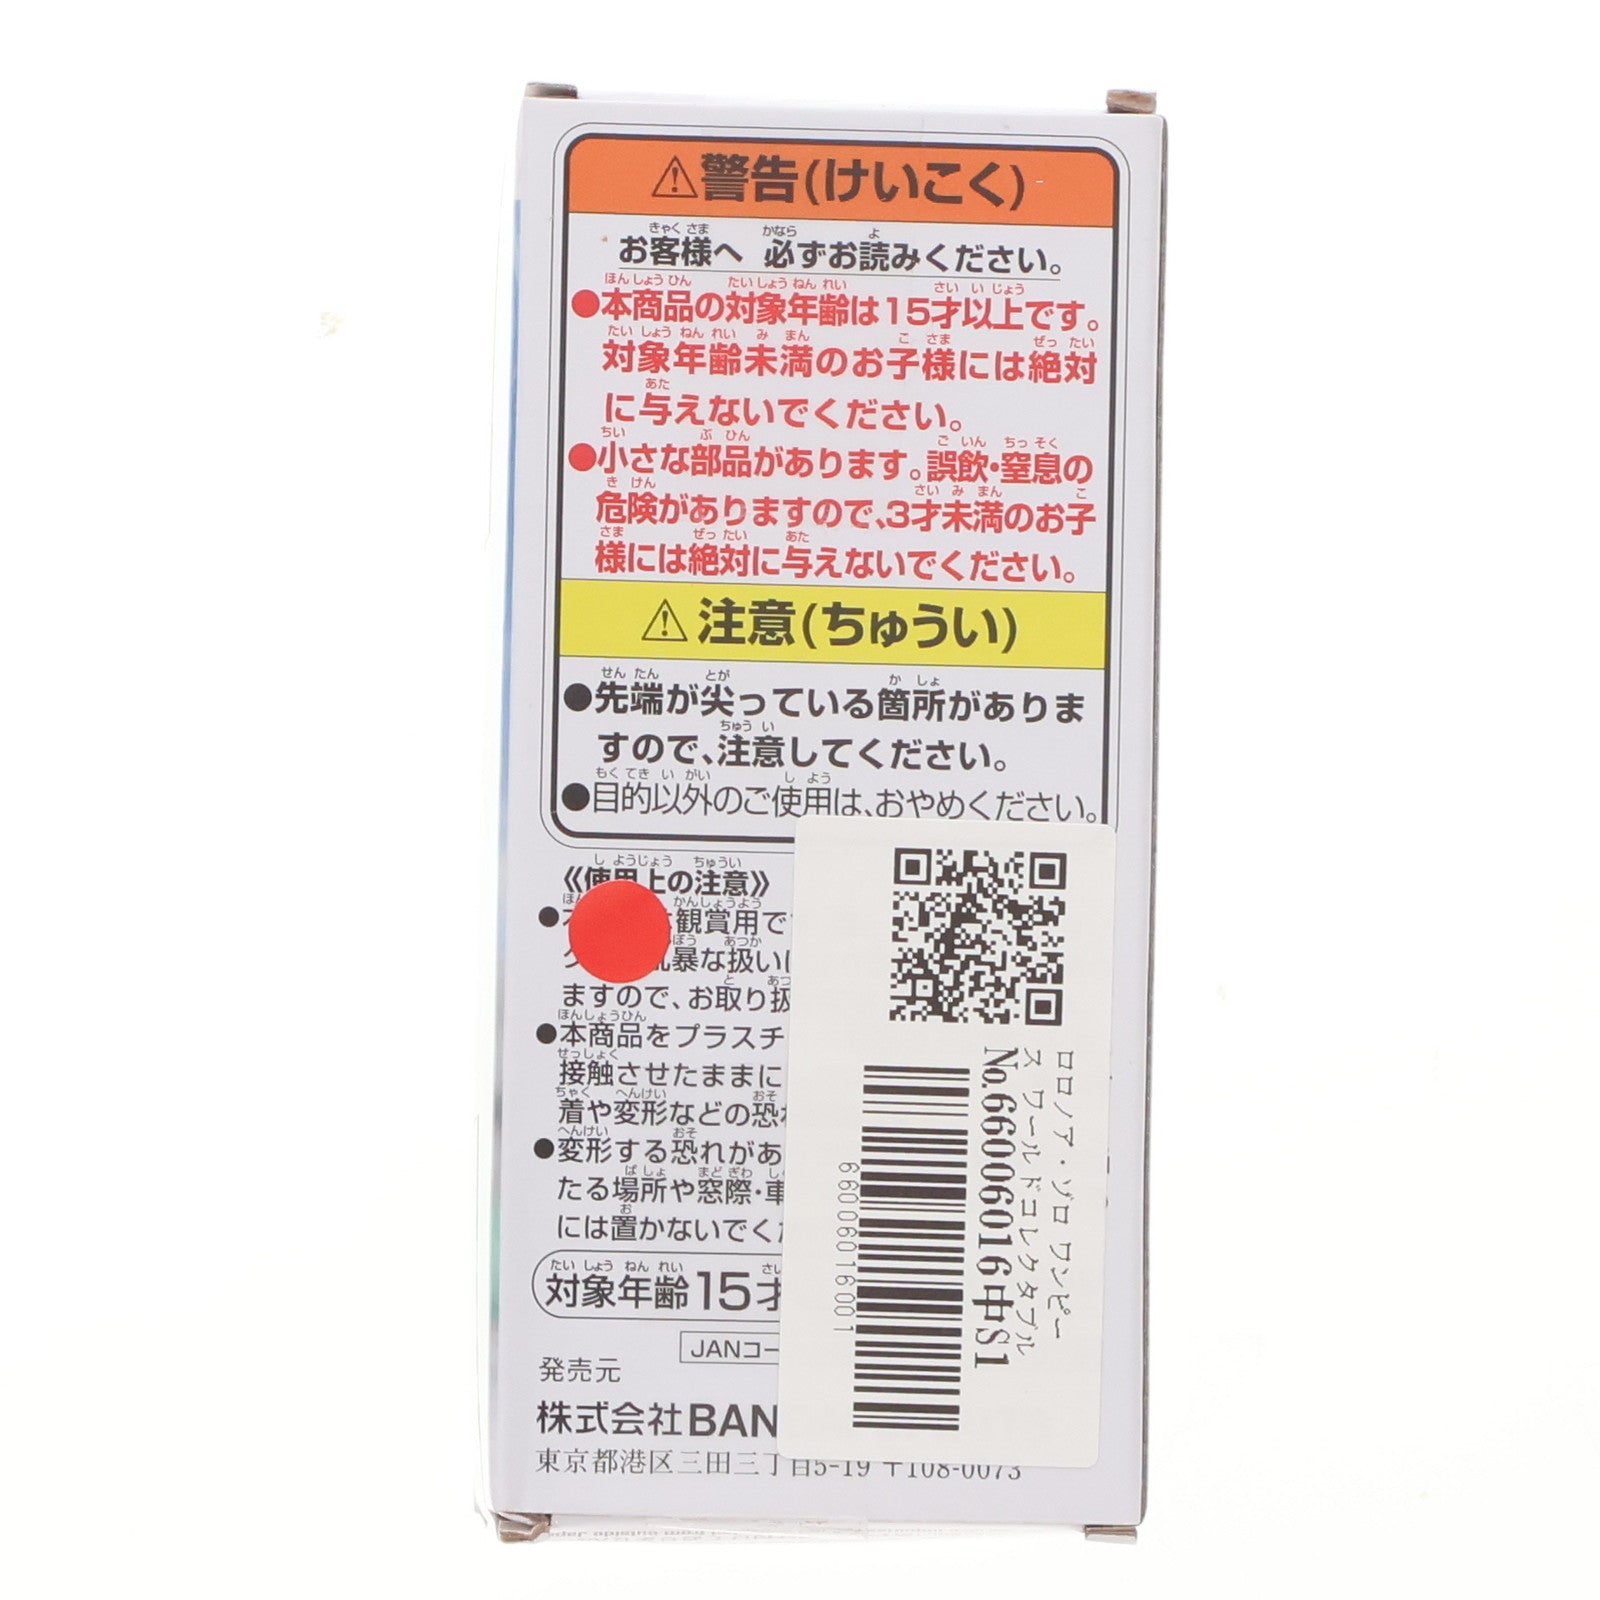 ⚠警告(けいこく)
お客様へ 必ずお読みください。
●本商品の対象年齢は15才以上です。
対象年齢未満のお子様には絶対
に与えないでください。
●小さな部品があります。誤飲・窒息の
危険がありますので、3才未満のお子
様には絶対に与えないでください。
⚠注意(ちゅうい)
●先端が尖っている箇所がありま
すので、注意してください。
●目的以外のご使用は、おやめください。
《使用上の注意》
観賞用で
暴な扱い
ますので、お取り扱
●本商品をプラスチ
接触させたままに
着や変形などの恐
●変形する恐れがあ
たる場所や窓際・車
には置かないでく
対象年齢15才
JANコー
発売元
株式会社BAN
東京都港区三田三丁目5-19 〒108-0073
ロロノア・ゾロ ワンピー
ス ワールドコレクタブル
No.66006016中S1
66006016001